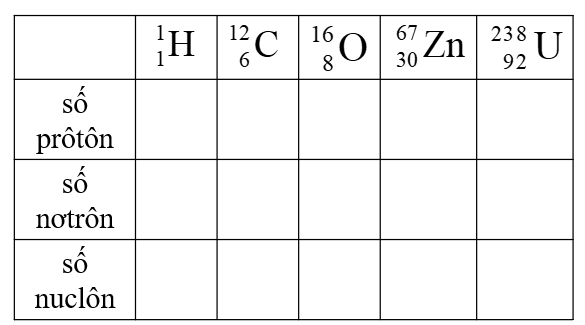 ¹₁H ¹²₆C ¹⁶₈O ⁶⁷₃₀Zn ²³⁸₉₂U
số
prôtôn
số
nơtrôn
số
nuclôn